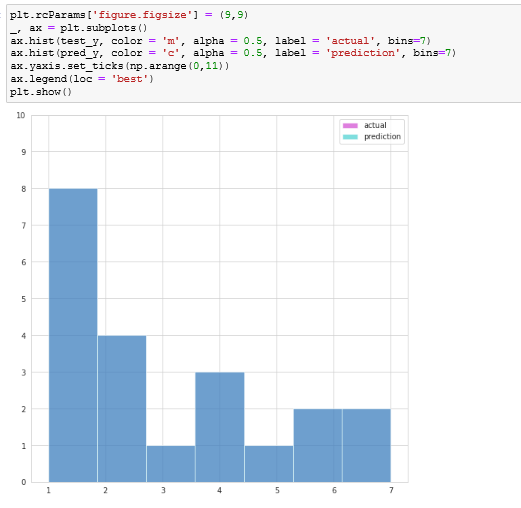 plt.rcParams['figure.figsize'] = (9,9)
_, ax = plt.subplots()
ax.hist(test_y, color = 'm', alpha = 0.5, label = 'actual', bins=7)
ax.hist(pred_y, color = 'c', alpha = 0.5, label = 'prediction', bins=7)
ax.yaxis.set_ticks(np.arange(0,11))
ax.legend(loc = 'best')
plt.show()
10
actual
prediction
9
8
7
6
5
4
3
2
1
0
1 2 3 4 5 6 7